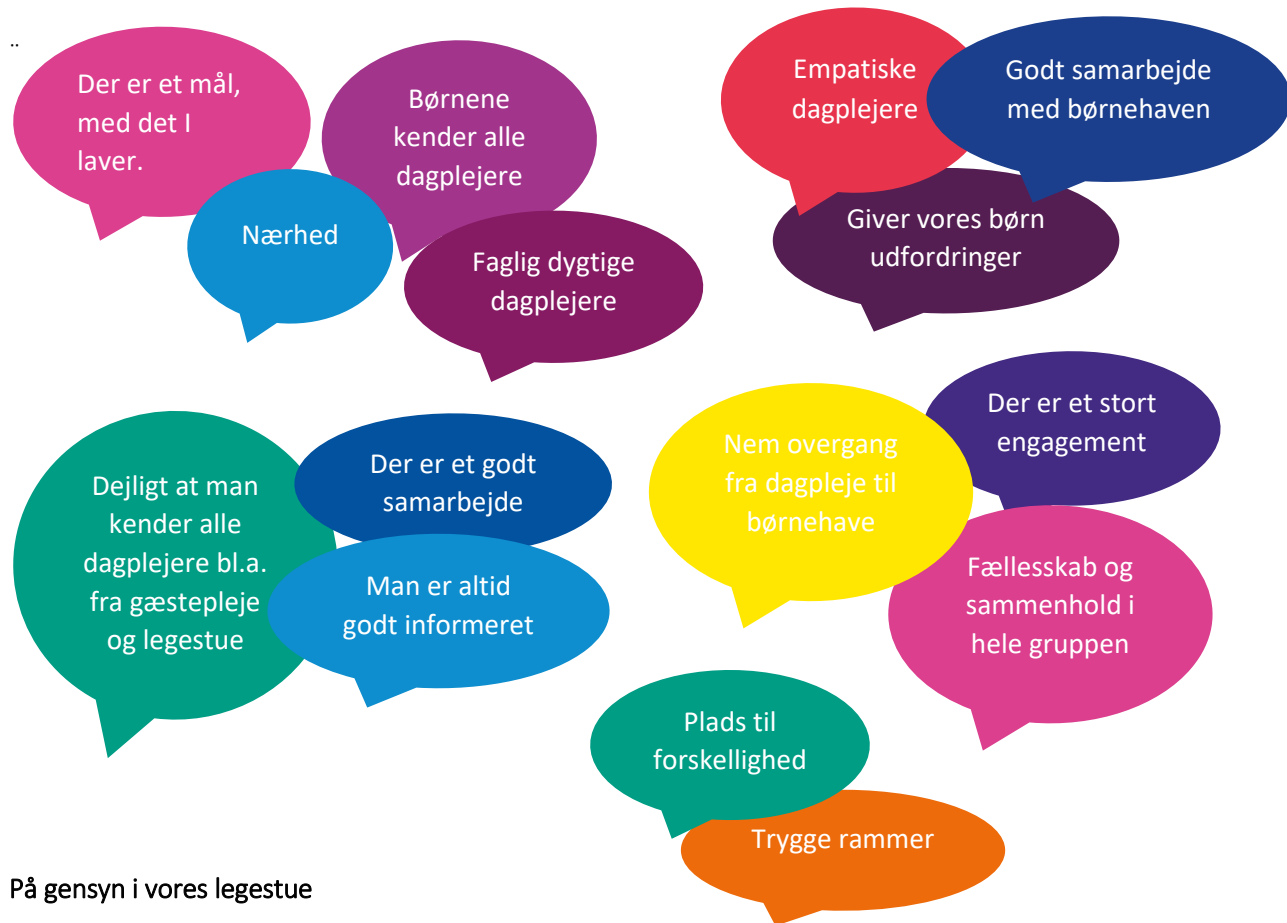 ..
Der er et mål,
med det I
laver.
Børnene
kender alle
dagplejere
Nærhed
Faglig dygtige
dagplejere
Empatiske
dagplejere
Godt samarbejde
med børnehaven
Giver vores børn
udfordringer
Dejligt at man
kender alle
dagplejere bl.a.
fra gæstepleje
og legestue
Der er et godt
samarbejde
Man er altid
godt informeret
Nem overgang
fra dagpleje til
børnehave
Der er et stort
engagement
Fællesskab og
sammenhold i
hele gruppen
Plads til
forskellighed
Trygge rammer
På gensyn i vores legestue